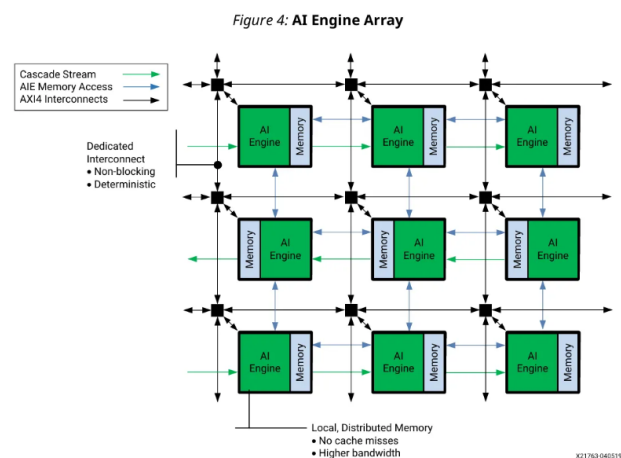 Figure 4: AI Engine Array
Cascade Stream
AIE Memory Access
AXI4 Interconnects
Dedicated
Interconnect
• Non-blocking
• Deterministic
AI
Engine
Memory
AI
Engine
Memory
AI
Engine
Memory
Memory
AI
Engine
Memory
AI
Engine
Memory
AI
Engine
AI
Engine
Memory
AI
Engine
Memory
AI
Engine
Memory
Local, Distributed Memory
• No cache misses
• Higher bandwidth
X21763-040519